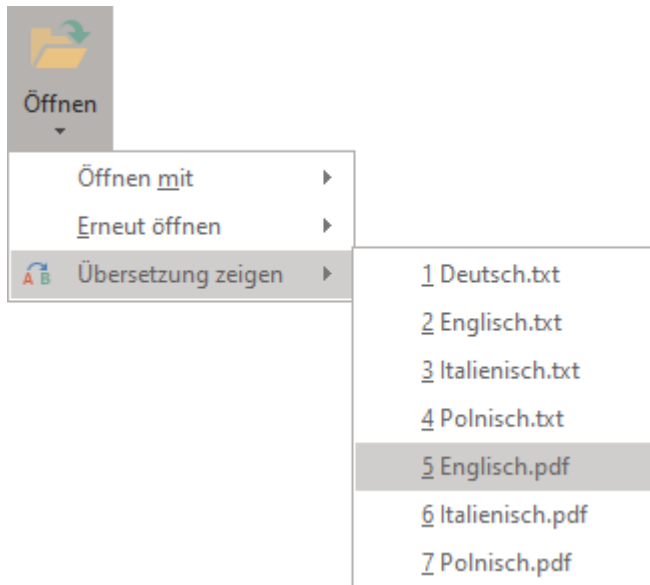 Öffnen
Öffnen mit
Erneut öffnen
A B Übersetzung zeigen
1 Deutsch.txt
2 Englisch.txt
3 Italienisch.txt
4 Polnisch.txt
5 Englisch.pdf
6 Italienisch.pdf
7 Polnisch.pdf